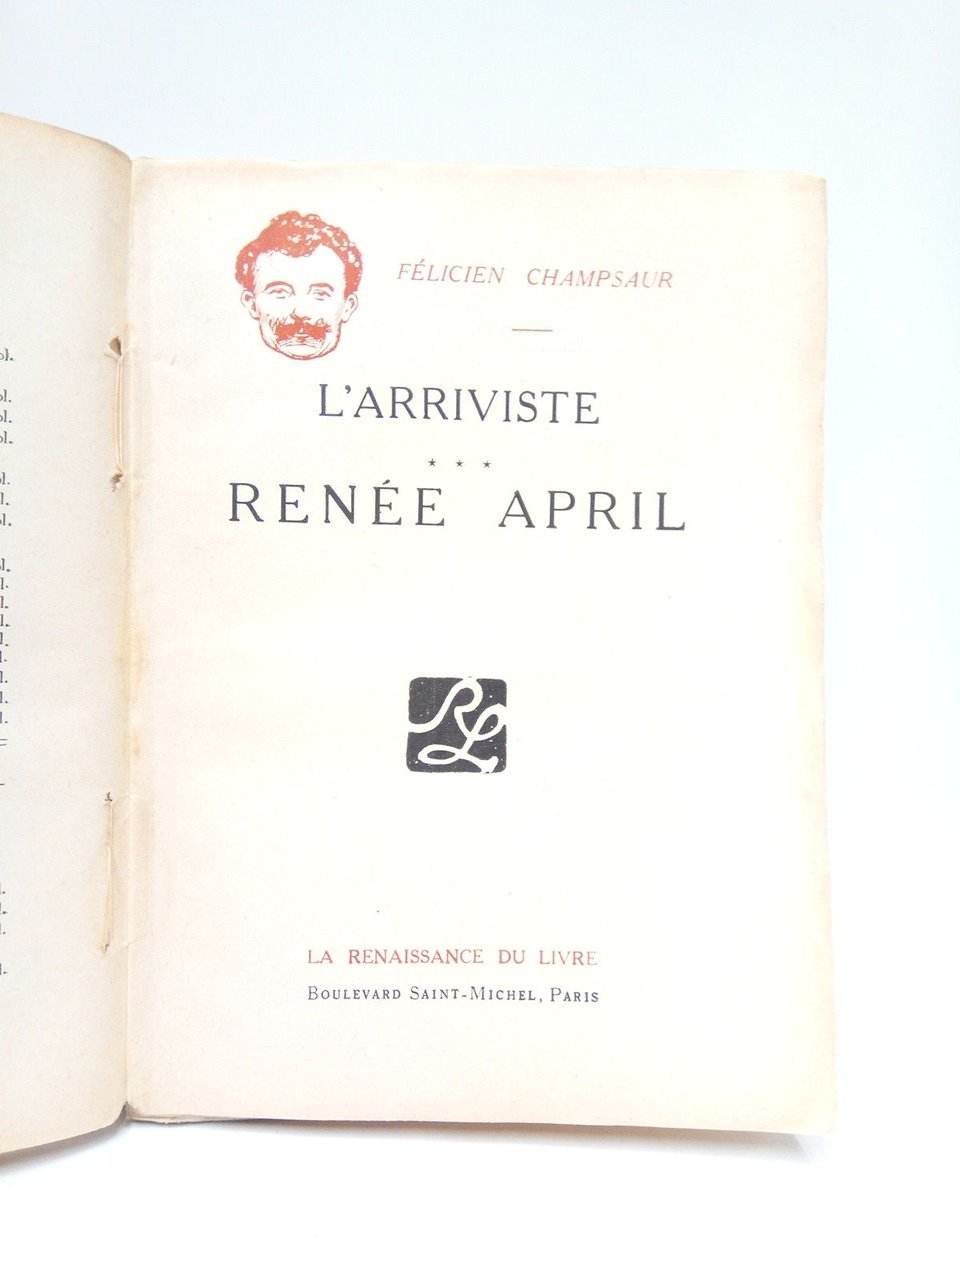 FÉLICIEN CHAMPSAUR
L'ARRIVISTE
* * *
RENÉE APRIL
RL
LA RENAISSANCE DU LIVRE
BOULEVARD SAINT-MICHEL, PARIS